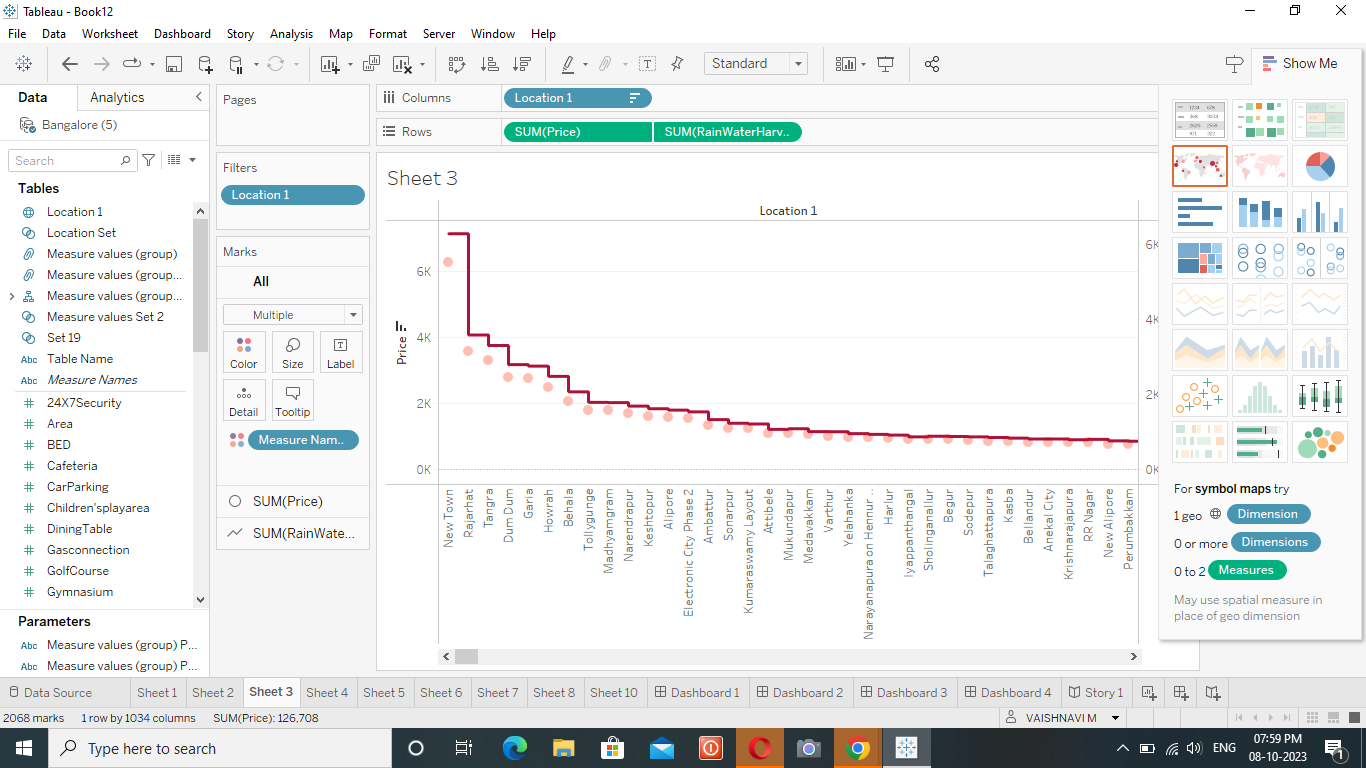 Tableau - Book12
File Data Worksheet Dashboard Story Analysis Map Format Server Window Help
Standard
Show Me
Data Analytics
Bangalore (5)
Search
Tables
Location 1
Location Set
Measure values (group)
Measure values (group...
Measure values (group...
Measure values Set 2
Set 19
Abc Table Name
Abc Measure Names
24X7Security
Area
BED
Cafeteria
CarParking
Children'splayarea
DiningTable
Gasconnection
GolfCourse
Gymnasium
Parameters
Abc Measure values (group) P...
Abc Measure values (group) P...
Pages
Filters
Location 1
Marks
All
Multiple
Color Size Label
Detail Tooltip
Measure Nam..
SUM(Price)
SUM(RainWate...
Columns Location 1
Rows SUM(Price) SUM(RainWaterHarv..
Sheet 3
Location 1
Price
6K
4K
2K
0K
6K
4K
2K
0K
New Town
Rajarhat
Tangra
Dum Dum
Garia
Howrah
Behala
Tollygunge
Madhyamgram
Narendrapur
Keshtopur
Alipore
Electronic City Phase 2
Ambattur
Sonarpur
Kumaraswamy Layout
Attibele
Mukundapur
Medavakkam
Varthur
Yelahanka
Narayanapura on Hennur ..
Harlur
Iyappanthangal
Sholinganallur
Begur
Sodepur
Talaghattapura
Kasba
Bellandur
Anekal City
Krishnarajapura
RR Nagar
New Alipore
Perumbakkam
For symbol maps try
1 geo Dimension
0 or more Dimensions
0 to 2 Measures
May use spatial measure in
place of geo dimension
Data Source Sheet 1 Sheet 2 Sheet 3 Sheet 4 Sheet 5 Sheet 6 Sheet 7 Sheet 8 Sheet 10 Dashboard 1 Dashboard 2 Dashboard 3 Dashboard 4 Story 1
2068 marks 1 row by 1034 columns SUM(Price): 126,708 VAISHNAVI M
Type here to search
ENG
07:59 PM
08-10-2023
1